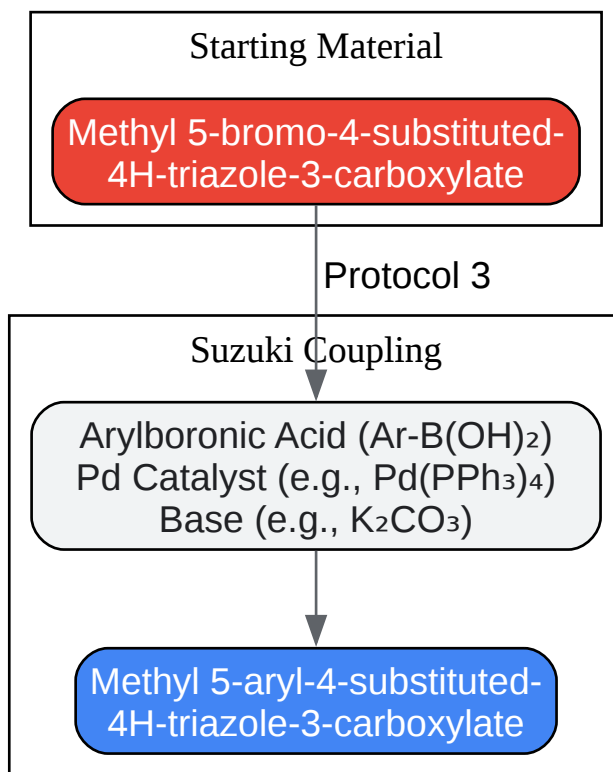 Starting Material
Methyl 5-bromo-4-substituted-
4H-triazole-3-carboxylate
Protocol 3
Suzuki Coupling
Arylboronic Acid (Ar-B(OH)₂)
Pd Catalyst (e.g., Pd(PPh₃)₄)
Base (e.g., K₂CO₃)
Methyl 5-aryl-4-substituted-
4H-triazole-3-carboxylate